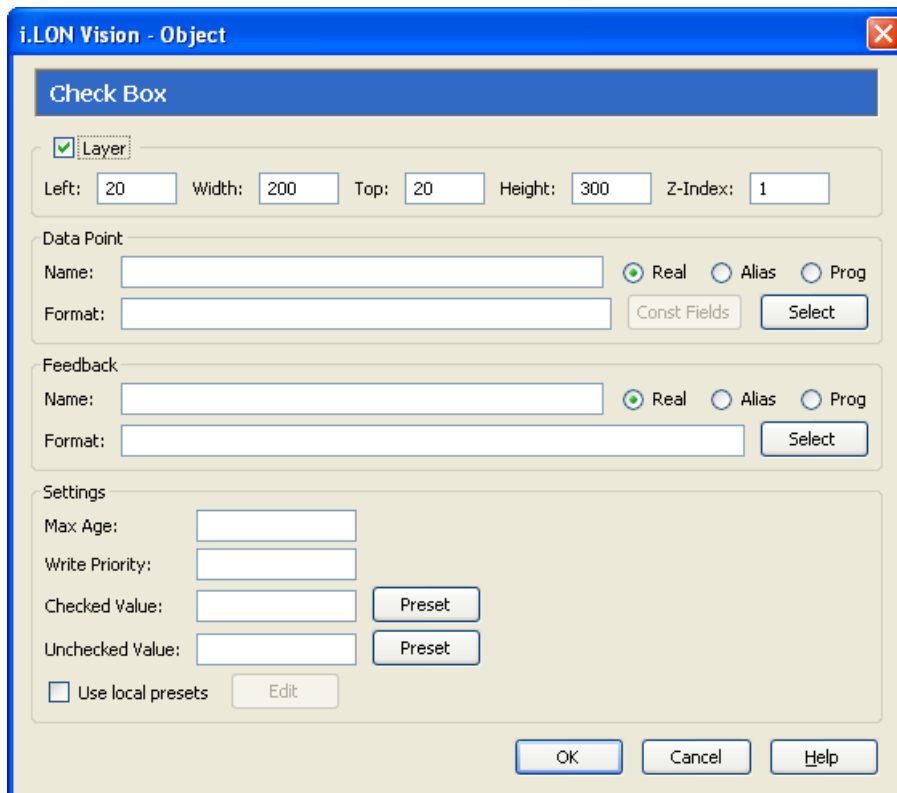 i.LON Vision - Object
Check Box
Layer
Left: 20 Width: 200 Top: 20 Height: 300 Z-Index: 1
Data Point
Name: Real Alias Prog
Format: Const Fields Select
Feedback
Name: Real Alias Prog
Format: Select
Settings
Max Age:
Write Priority:
Checked Value: Preset
Unchecked Value: Preset
Use local presets Edit
OK Cancel Help